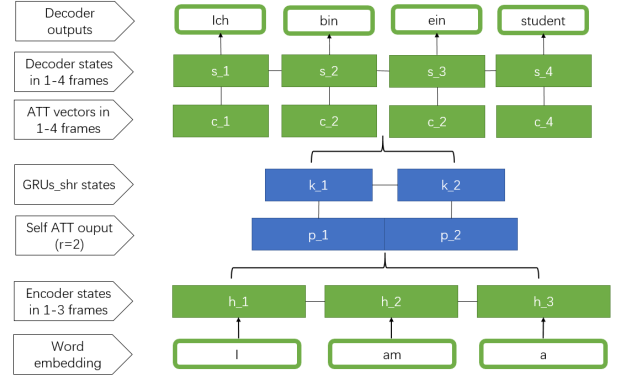 Decoder
outputs
Ich
bin
ein
student
Decoder states
in 1-4 frames
s_1
s_2
s_3
s_4
ATT vectors in
1-4 frames
c_1
c_2
c_2
c_4
GRUs_shr states
k_1
k_2
Self ATT ouput
(r=2)
p_1
p_2
Encoder states
in 1-3 frames
h_1
h_2
h_3
Word
embedding
I
am
a